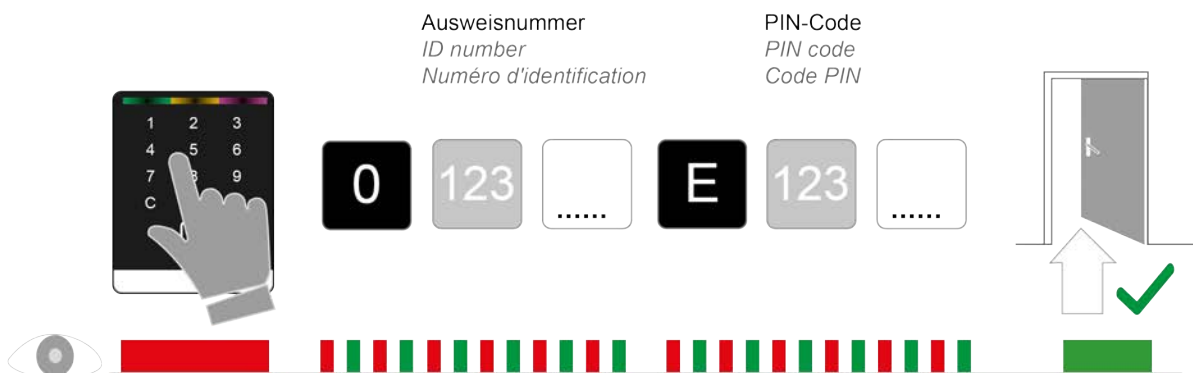 Ausweisnummer
ID number
Numéro d'identification
PIN-Code
PIN code
Code PIN
1 2 3
4 5 6
7 8 9
C
0 123 ...... E 123 ......